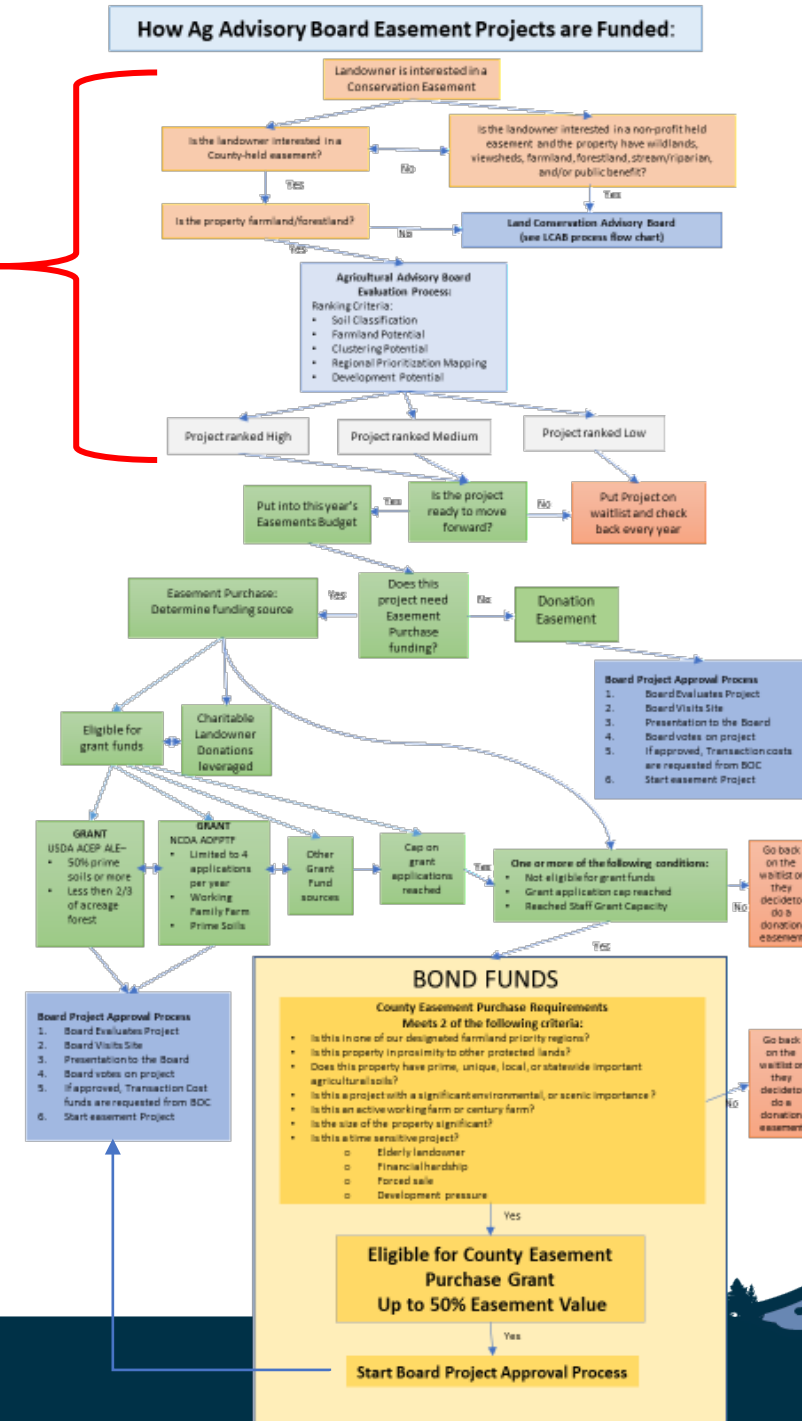 How Ag Advisory Board Easement Projects are Funded:
Landowner is interested in a
Conservation Easement
Is the landowner interested in a
County-held easement?
Is the landowner interested in a non-profit held
easement and the property have wildlands,
viewsheds, farmland, forestland, stream/riparian,
and/or public benefit?
No
Yes
Yes
Is the property farmland/forestland?
No
Land Conservation Advisory Board
(see LCAB process flow chart)
Yes
Agricultural Advisory Board
Evaluation Process:
Ranking Criteria:
• Soil Classification
• Farmland Potential
• Clustering Potential
• Regional Prioritization Mapping
• Development Potential
Project ranked High
Project ranked Medium
Project ranked Low
Put into this year's
Easements Budget
Yes
Is the project
ready to move
forward?
No
Put Project on
waitlist and check
back every year
Easement Purchase:
Determine funding source
Yes
Does this
project need
Easement
Purchase
funding?
No
Donation
Easement
Board Project Approval Process
1. Board Evaluates Project
2. Board Visits Site
3. Presentation to the Board
4. Board votes on project
5. If approved, Transaction costs
are requested from BOC
6. Start easement Project
Eligible for
grant funds
Charitable
Landowner
Donations
leveraged
GRANT
USDA ACEP ALE–
• 50% prime
soils or more
• Less then 2/3
of acreage
forest
GRANT
NCDA ADFPTF
• Limited to 4
applications
per year
• Working
Family Farm
• Prime Soils
Other
Grant
Fund
sources
Cap on
grant
applications
reached
Yes
One or more of the following conditions:
• Not eligible for grant funds
• Grant application cap reached
• Reached Staff Grant Capacity
No
Go back
on the
waitlist or
they
decide to
do a
donation
easement
Yes
BOND FUNDS
County Easement Purchase Requirements
Meets 2 of the following criteria:
• Is this in one of our designated farmland priority regions?
• Is this property in proximity to other protected lands?
• Does this property have prime, unique, local, or statewide important
agricultural soils?
• Is this a project with a significant environmental, or scenic importance?
• Is this an active working farm or century farm?
• Is the size of the property significant?
• Is this a time sensitive project?
o Elderly landowner
o Financial hardship
o Forced sale
o Development pressure
No
Go back
on the
waitlist or
they
decide to
do a
donation
easement
Board Project Approval Process
1. Board Evaluates Project
2. Board Visits Site
3. Presentation to the Board
4. Board votes on project
5. If approved, Transaction Cost
funds are requested from BOC
6. Start easement Project
Yes
Eligible for County Easement
Purchase Grant
Up to 50% Easement Value
Yes
Start Board Project Approval Process